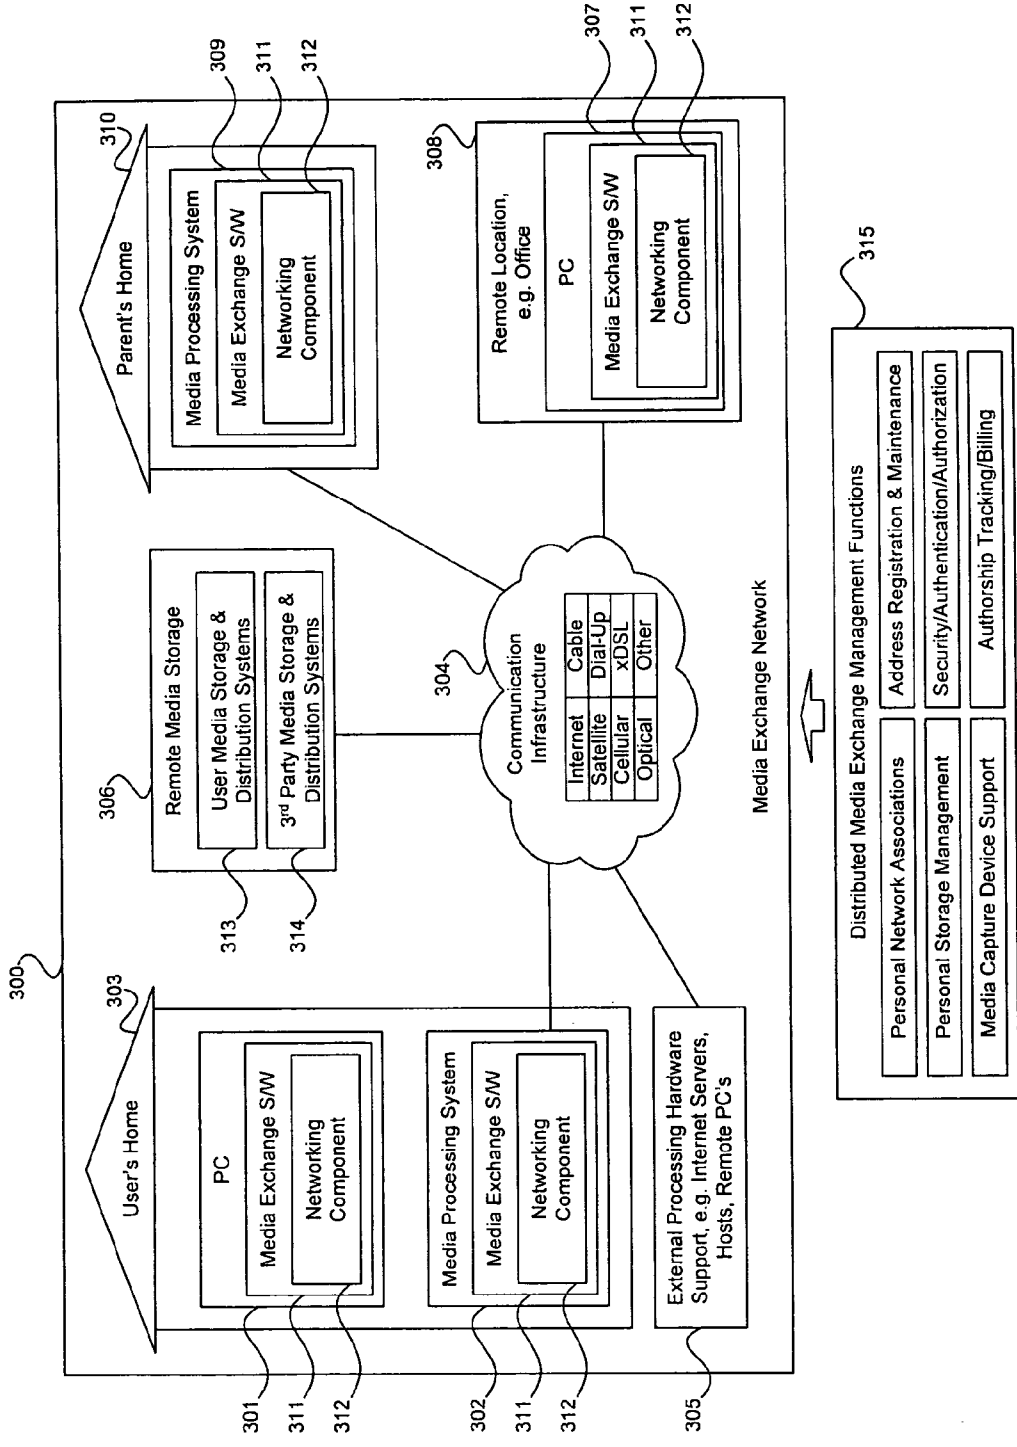 300
303
User's Home
PC
Media Exchange S/W
Networking
Component
301
311
312
Media Processing System
Media Exchange S/W
Networking
Component
302
311
312
External Processing Hardware
Support, e.g. Internet Servers,
Hosts, Remote PC's
305
306
Remote Media Storage
User Media Storage &
Distribution Systems
3rd Party Media Storage &
Distribution Systems
313
314
304
Communication
Infrastructure
Internet Cable
Satellite Dial-Up
Cellular xDSL
Optical Other
310
Parent's Home
Media Processing System
Media Exchange S/W
Networking
Component
309
311
312
308
Remote Location,
e.g. Office
PC
Media Exchange S/W
Networking
Component
307
311
312
Media Exchange Network
315
Distributed Media Exchange Management Functions
Personal Network Associations
Address Registration & Maintenance
Personal Storage Management
Security/Authentication/Authorization
Media Capture Device Support
Authorship Tracking/Billing